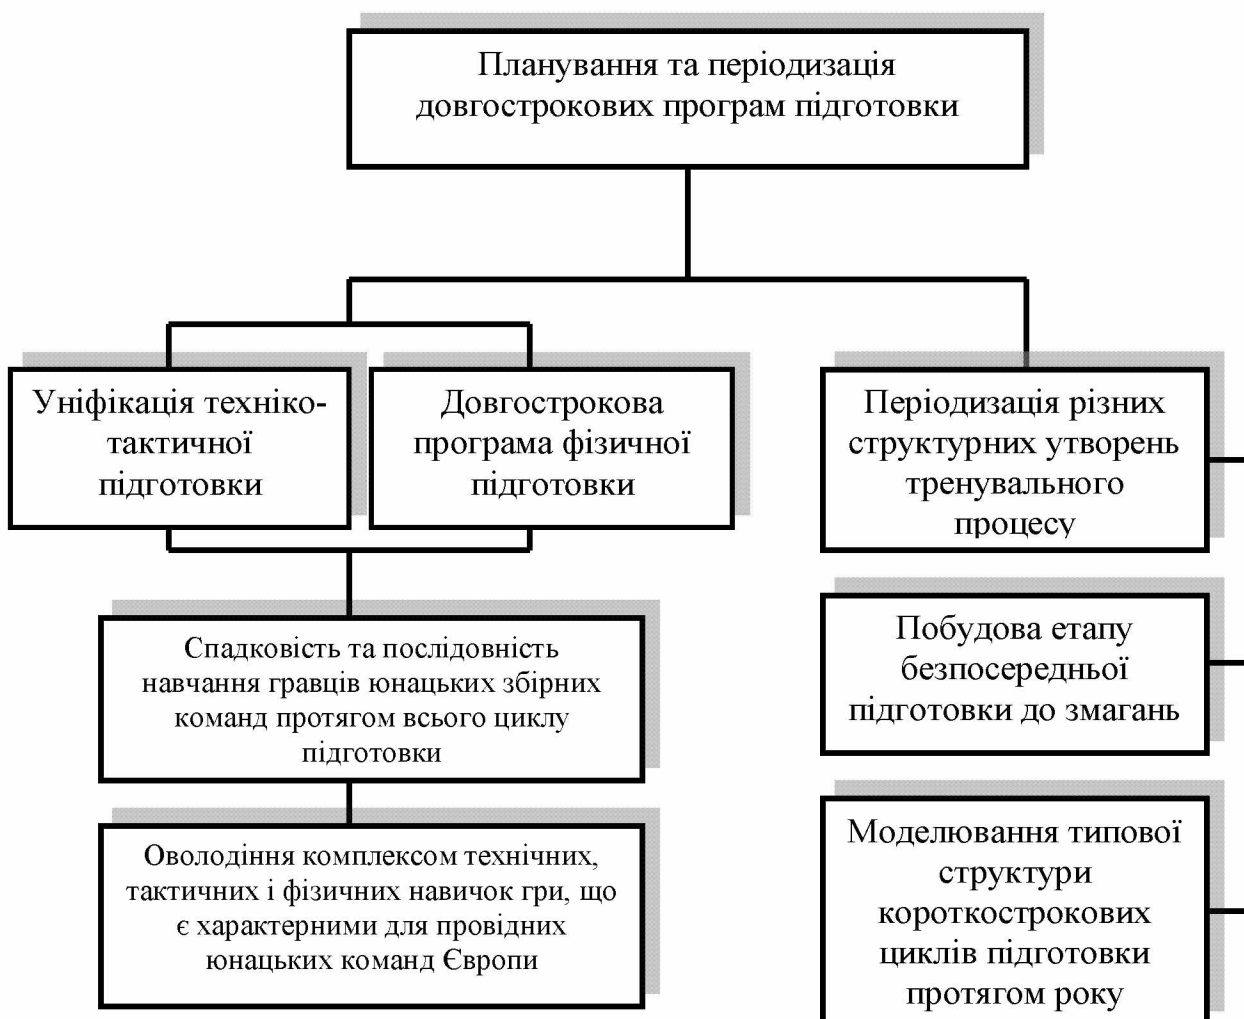 Планування та періодизація
довгострокових програм підготовки
Уніфікація техніко-
тактичної
підготовки
Довгострокова
програма фізичної
підготовки
Періодизація різних
структурних утворень
тренувального
процесу
Спадковість та послідовність
навчання гравців юнацьких збірних
команд протягом всього циклу
підготовки
Побудова етапу
безпосередньої
підготовки до змагань
Оволодіння комплексом технічних,
тактичних і фізичних навичок гри, що
є характерними для провідних
юнацьких команд Європи
Моделювання типової
структури
короткострокових
циклів підготовки
протягом року